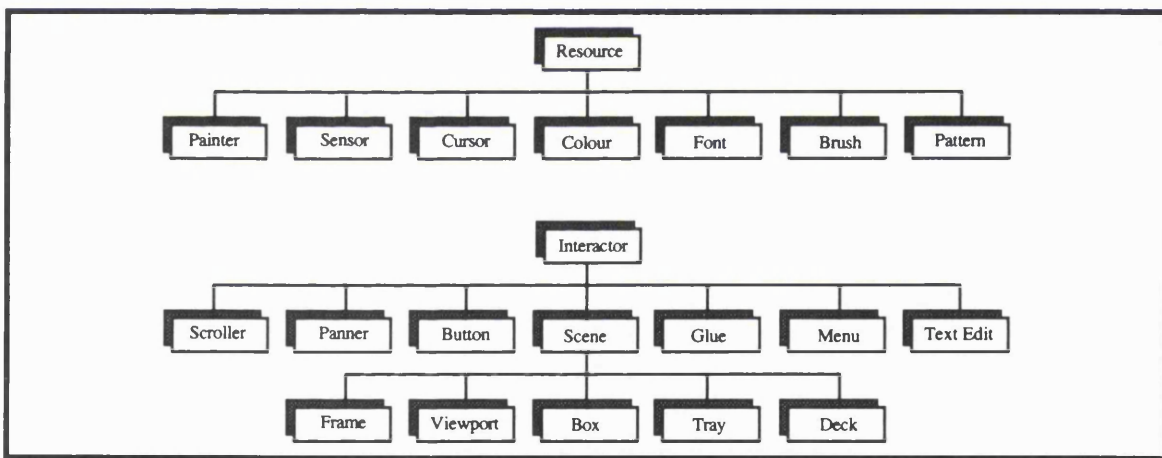 Resource
Painter Sensor Cursor Colour Font Brush Pattern
Interactor
Scroller Panner Button Scene Glue Menu Text Edit
Frame Viewport Box Tray Deck